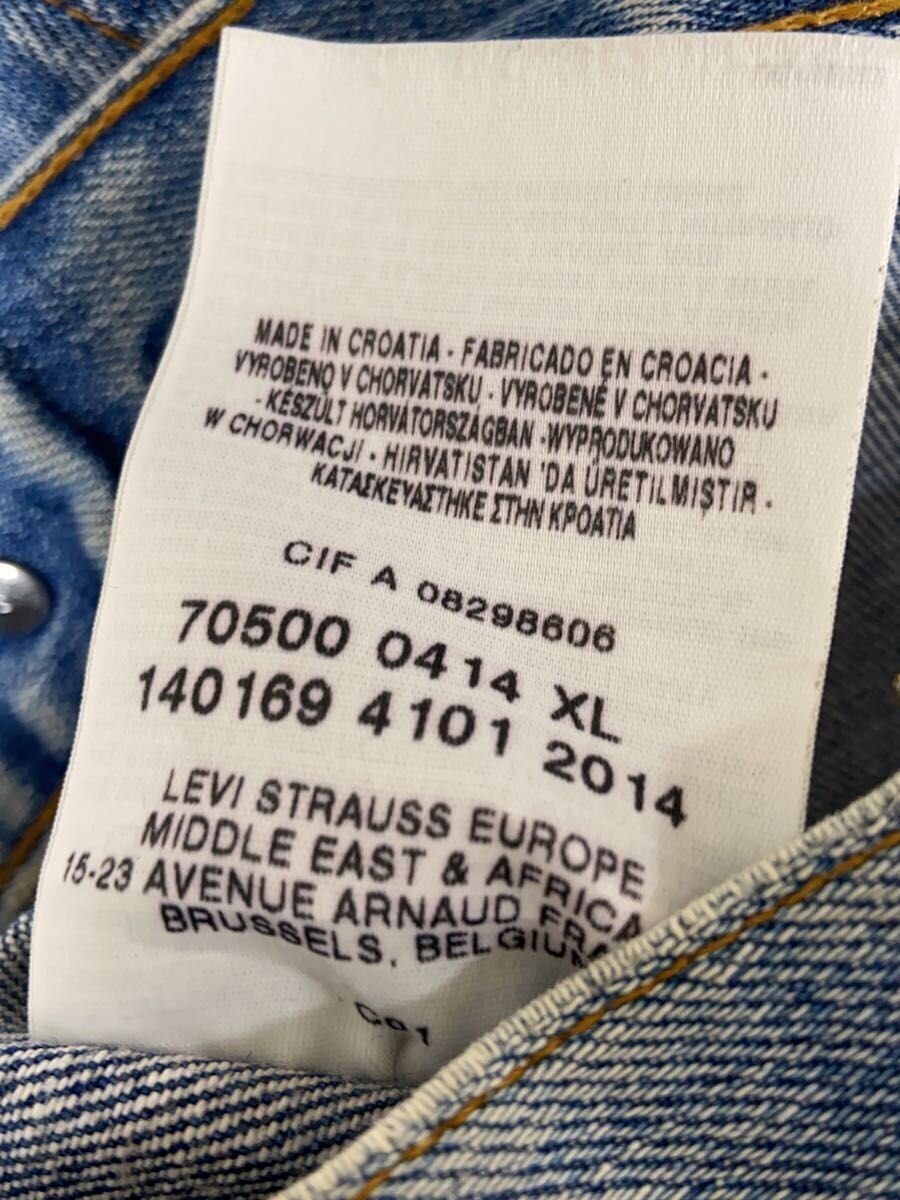 MADE IN CROATIA - FABRICADO EN CROACIA -
VYROBENO V CHORVATSKU - VYROBENÉ V CHORVATSKU
- KÉSZÜLT HORVATORSZÁGBAN -WYPRODUKOWANO
W CHORWACJI - HIRVATISTAN 'DA ÜRETILMIŞTIR -
ΚΑΤΑΣΚΕΥΑΣΤΗΚΕ ΣΤΗΝ ΚΡΟΑΤΙΑ
CIF A 08298606
70500 0414 XL
140169 4101 2014
LEVI STRAUSS EUROPE
MIDDLE EAST & AFRICA
15-23 AVENUE ARNAUD FRA
BRUSSELS, BELGIUM